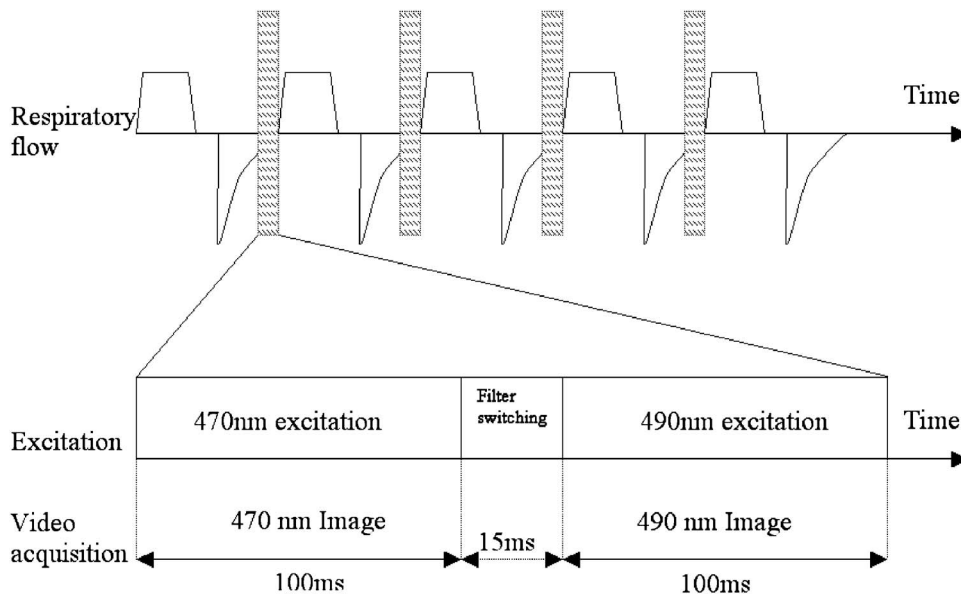 Time
Respiratory
flow
Filter
switching
470nm excitation
490nm excitation
Time
Excitation
470 nm Image
490 nm Image
Video
acquisition
15ms
100ms
100ms